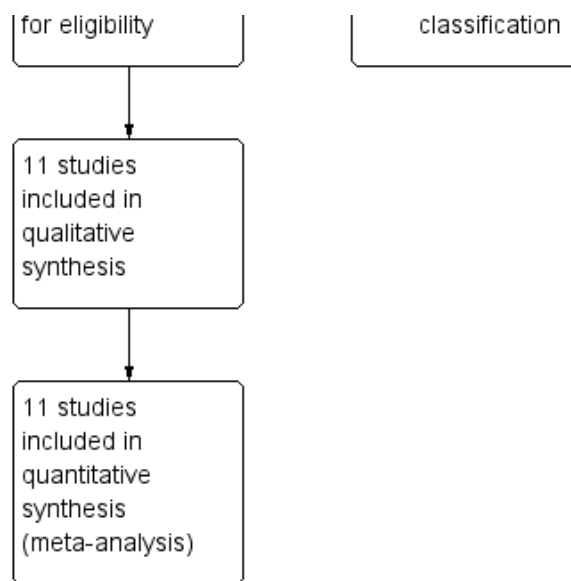 for eligibility
classification
11 studies
included in
qualitative
synthesis
11 studies
included in
quantitative
synthesis
(meta-analysis)